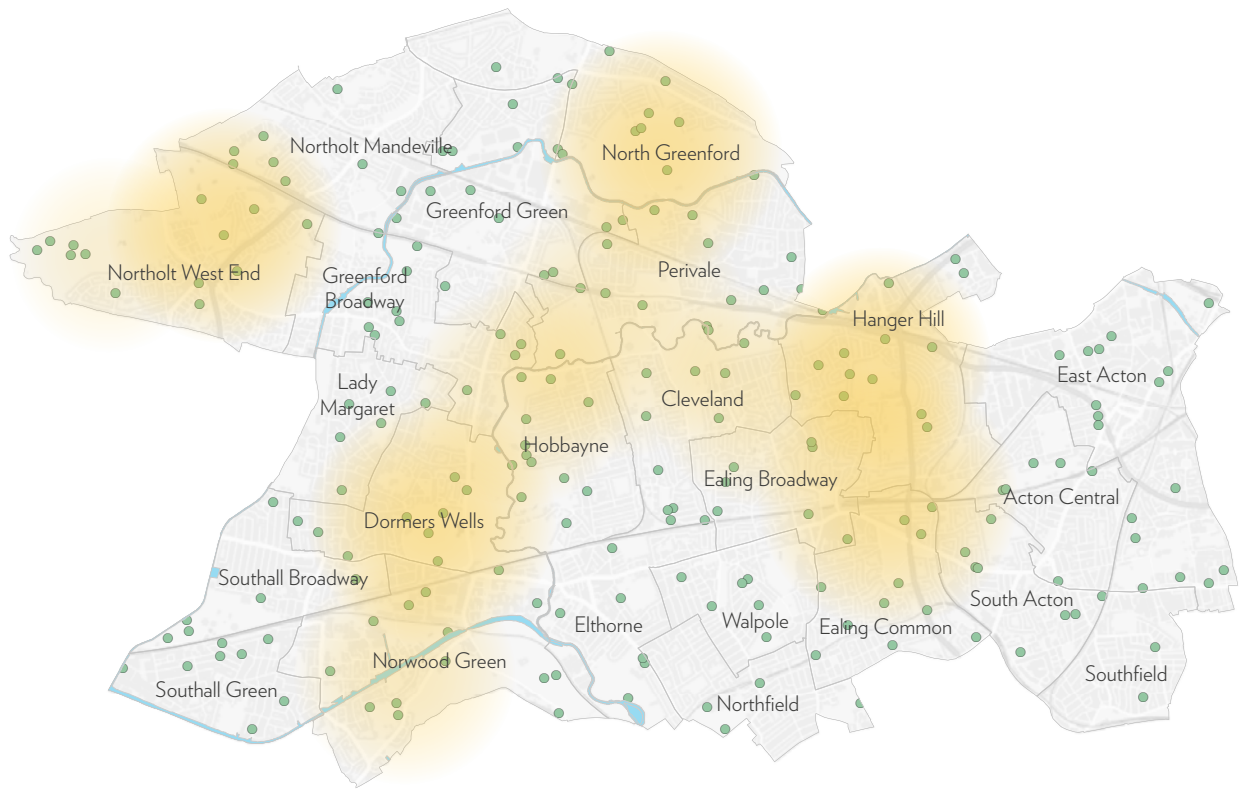 Northolt Mandeville
North Greenford
Greenford Green
Northolt West End
Greenford
Broadway
Perivale
Hanger Hill
East Acton
Lady
Margaret
Cleveland
Hobbayne
Ealing Broadway
Acton Central
Dormers Wells
Southall Broadway
South Acton
Elthorne
Walpole
Ealing Common
Norwood Green
Southall Green
Northfield
Southfield